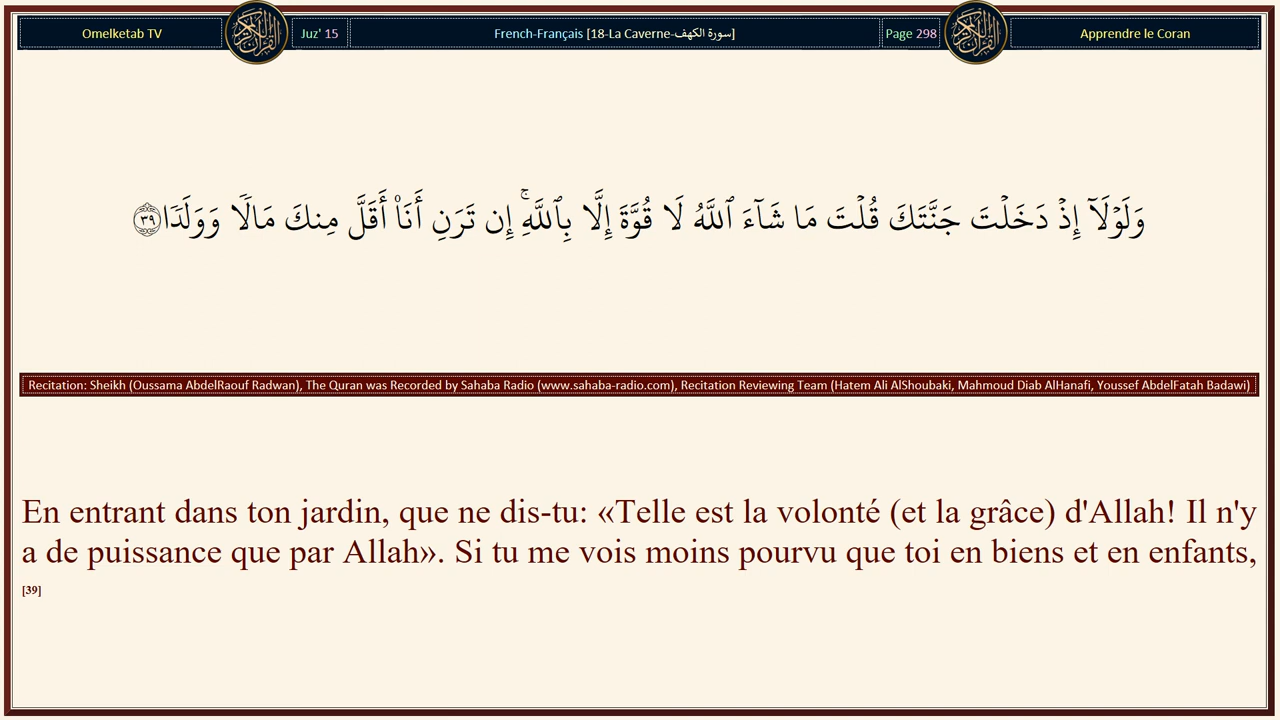 Omelketab TV
Juz' 15
French-Français [18-La Caverne-سورة الكهف]
Page 298
Apprendre le Coran
وَلَوۡلَآ إِذۡ دَخَلۡتَ جَنَّتَكَ قُلۡتَ مَا شَآءَ ٱللَّهُ لَا قُوَّةَ إِلَّا بِٱللَّهِۚ إِن تَرَنِ أَنَا۠ أَقَلَّ مِنكَ مَالٗا وَوَلَدٗا ٣٩
Recitation: Sheikh (Oussama AbdelRaouf Radwan), The Quran was Recorded by Sahaba Radio (www.sahaba-radio.com), Recitation Reviewing Team (Hatem Ali AlShoubaki, Mahmoud Diab AlHanafi, Youssef AbdelFatah Badawi)
En entrant dans ton jardin, que ne dis-tu: «Telle est la volonté (et la grâce) d'Allah! Il n'y
a de puissance que par Allah». Si tu me vois moins pourvu que toi en biens et en enfants,
[39]